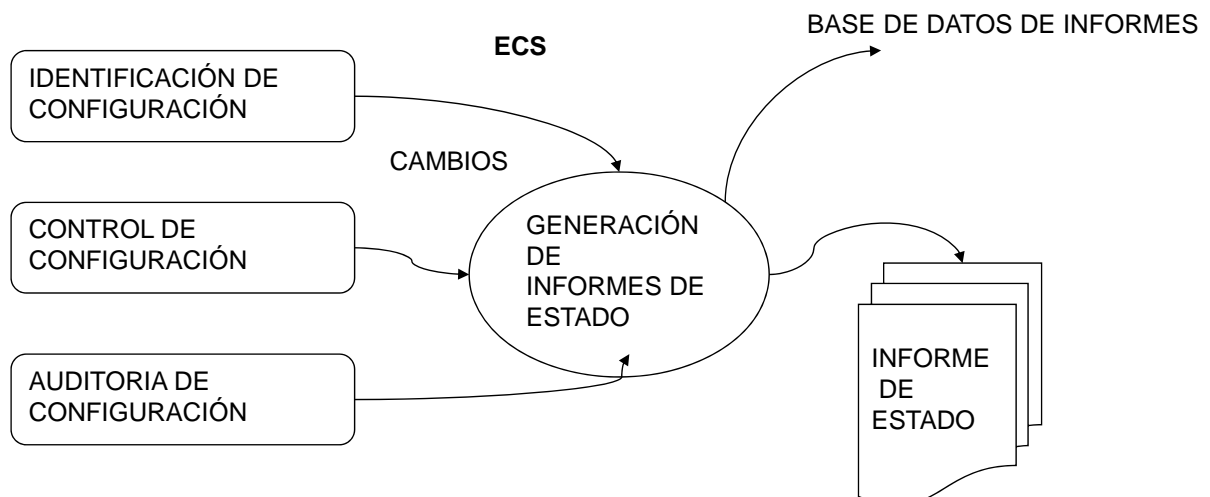 BASE DE DATOS DE INFORMES
ECS
IDENTIFICACIÓN DE
CONFIGURACIÓN
CAMBIOS
CONTROL DE
CONFIGURACIÓN
GENERACIÓN
DE
INFORMES DE
ESTADO
AUDITORIA DE
CONFIGURACIÓN
INFORME
DE
ESTADO